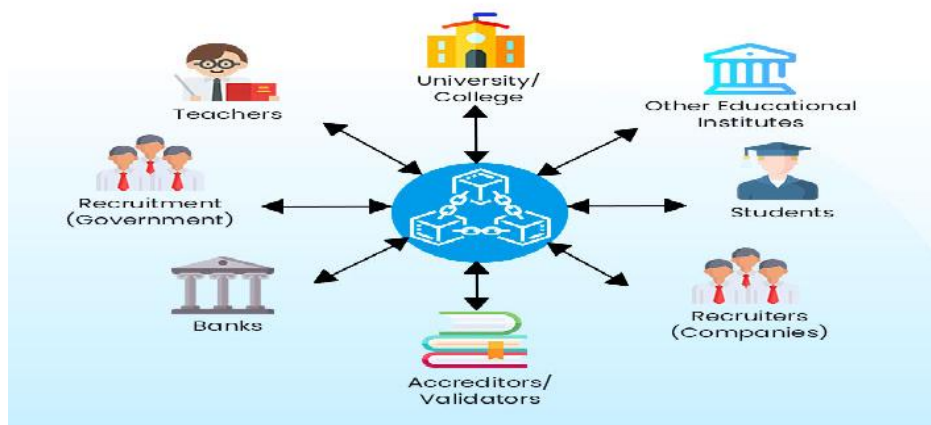 University/
College
Teachers
Other Educational
Institutes
Recruitment
(Government)
Students
Banks
Recruiters
(Companies)
Accreditors/
Validators